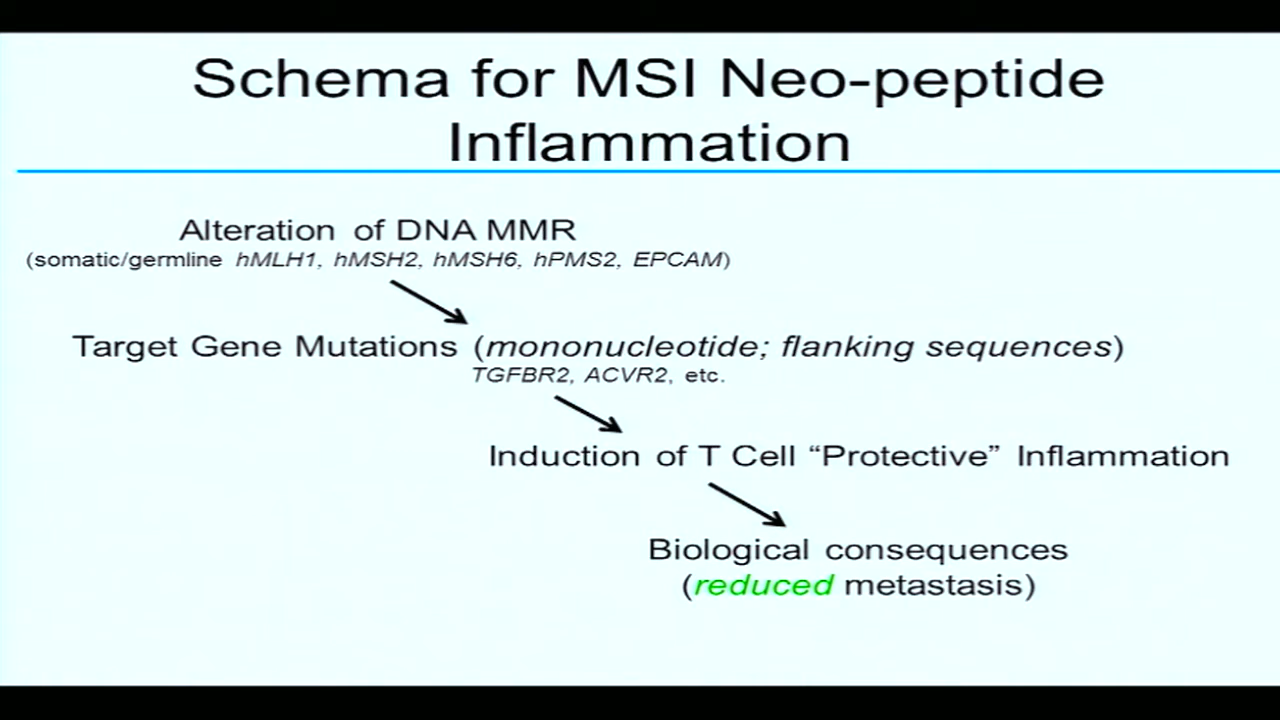 Schema for MSI Neo-peptide
Inflammation
Alteration of DNA MMR
(somatic/germline hMLH1, hMSH2, hMSH6, hPMS2, EPCAM)
Target Gene Mutations (mononucleotide; flanking sequences)
TGFBR2, ACVR2, etc.
Induction of T Cell “Protective” Inflammation
Biological consequences
(reduced metastasis)